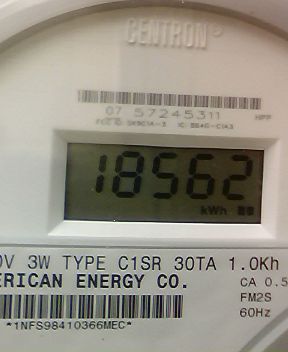 CENTRON®
07 57245311
18562
kWh
0V 3W TYPE C1SR 30TA 1.0Kh
ERICAN ENERGY CO.
CA 0.5
FM2S
60Hz
*1NFS98410366MEC*